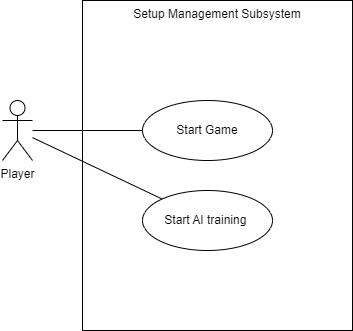 Setup Management Subsystem
Start Game
Player
Start AI training